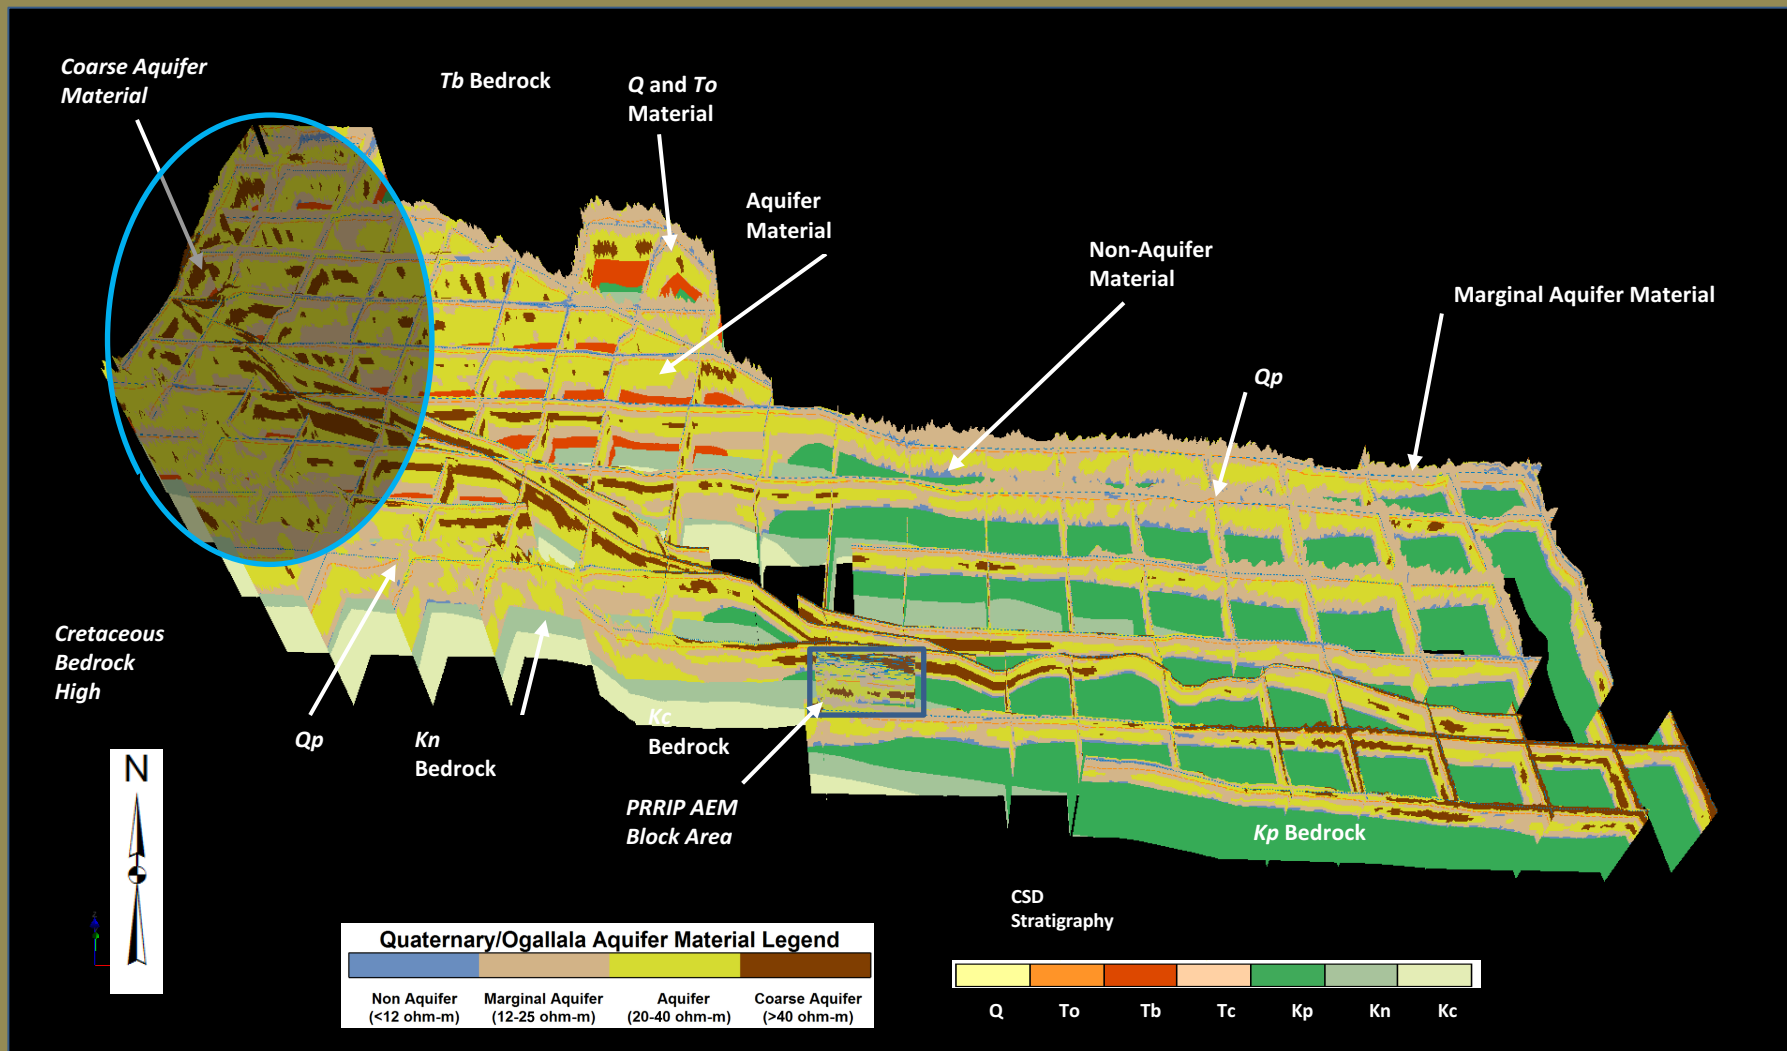 Coarse Aquifer
Material
Tb Bedrock
Q and To
Material
Aquifer
Material
Non-Aquifer
Material
Marginal Aquifer Material
Qp
Cretaceous
Bedrock
High
Qp
Kn
Bedrock
Kc
Bedrock
PRRIP AEM
Block Area
Kp Bedrock
N
CSD
Stratigraphy
Quaternary/Ogallala Aquifer Material Legend
Non Aquifer
(<12 ohm-m)
Marginal Aquifer
(12-25 ohm-m)
Aquifer
(20-40 ohm-m)
Coarse Aquifer
(>40 ohm-m)
Q To Tb Tc Kp Kn Kc